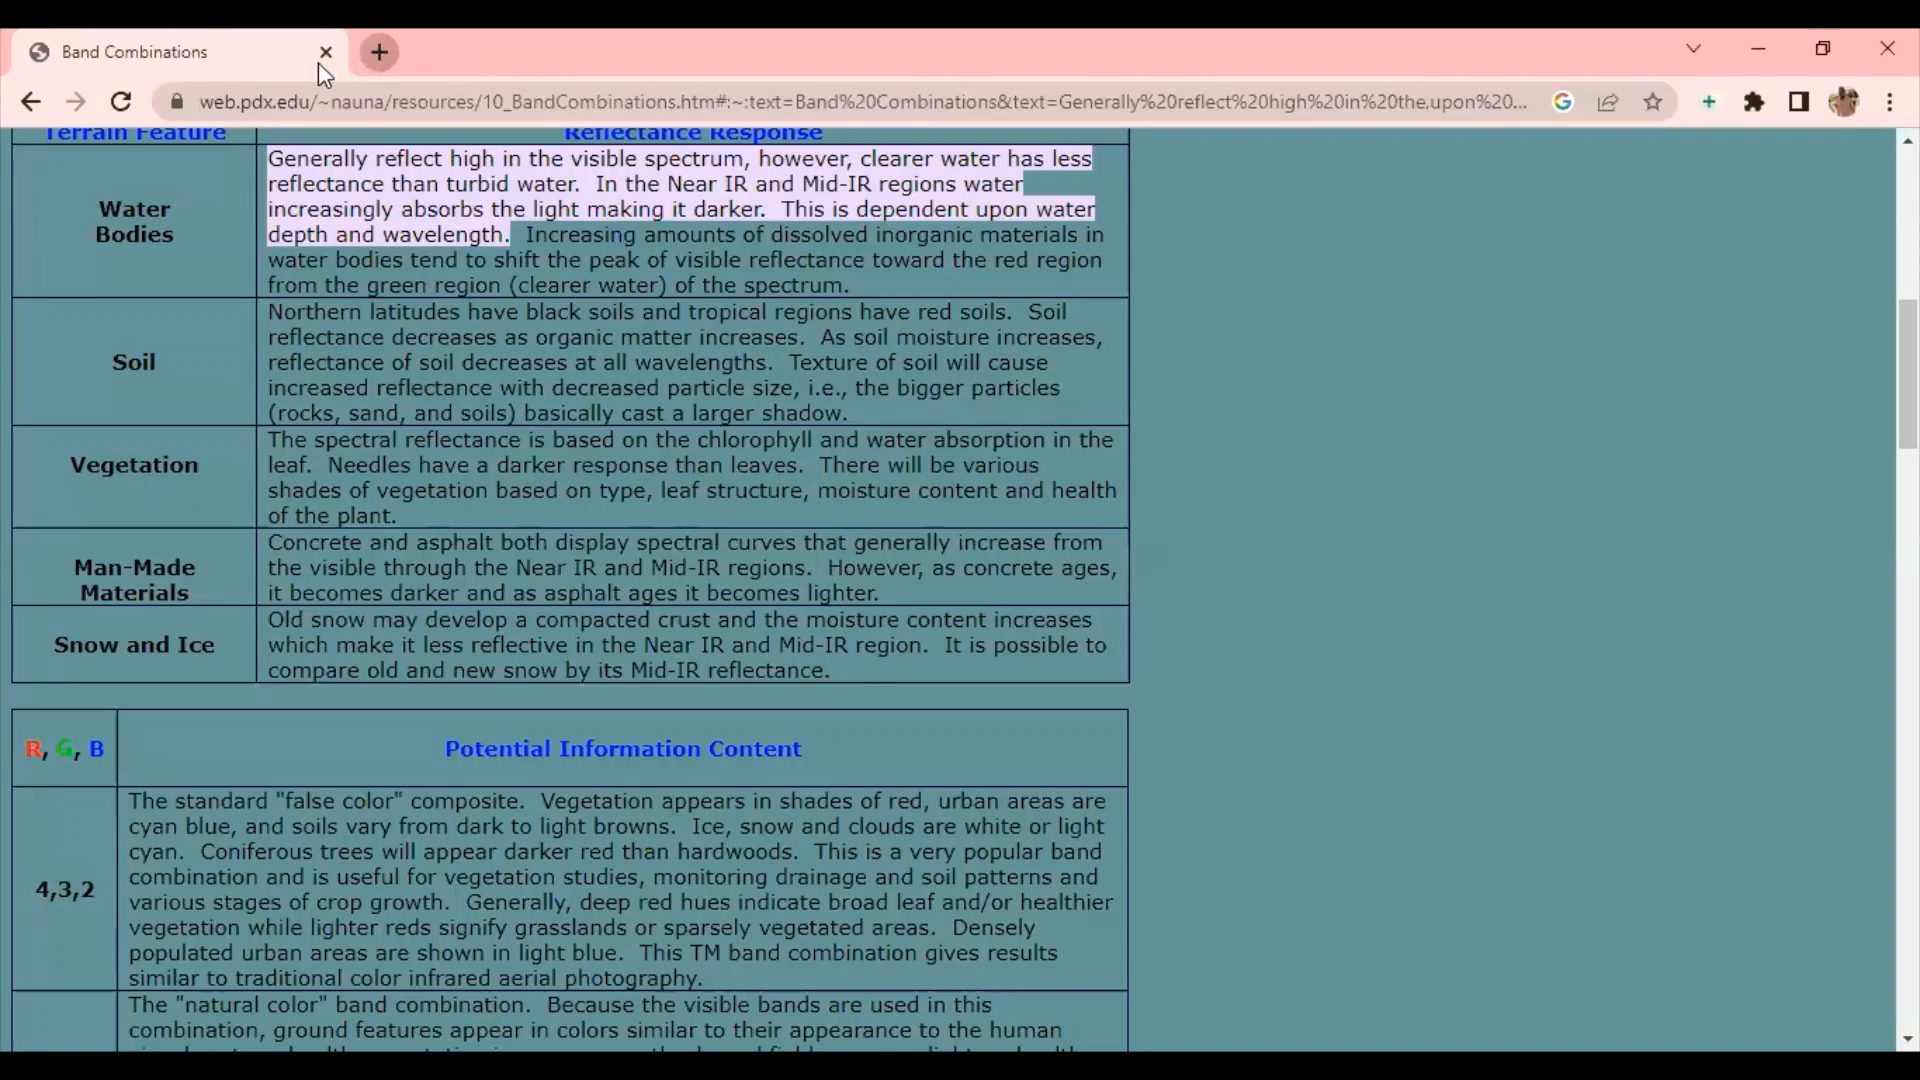 Band Combinations
web.pdx.edu/~nauna/resources/10_BandCombinations.htm#:~:text=Band%20Combinations&text=Generally%20reflect%20high%20in%20the,upon%20...
Terrain Feature
Reflectance Response
Water
Bodies
Generally reflect high in the visible spectrum, however, clearer water has less
reflectance than turbid water. In the Near IR and Mid-IR regions water
increasingly absorbs the light making it darker. This is dependent upon water
depth and wavelength. Increasing amounts of dissolved inorganic materials in
water bodies tend to shift the peak of visible reflectance toward the red region
from the green region (clearer water) of the spectrum.
Soil
Northern latitudes have black soils and tropical regions have red soils. Soil
reflectance decreases as organic matter increases. As soil moisture increases,
reflectance of soil decreases at all wavelengths. Texture of soil will cause
increased reflectance with decreased particle size, i.e., the bigger particles
(rocks, sand, and soils) basically cast a larger shadow.
Vegetation
The spectral reflectance is based on the chlorophyll and water absorption in the
leaf. Needles have a darker response than leaves. There will be various
shades of vegetation based on type, leaf structure, moisture content and health
of the plant.
Man-Made
Materials
Concrete and asphalt both display spectral curves that generally increase from
the visible through the Near IR and Mid-IR regions. However, as concrete ages,
it becomes darker and as asphalt ages it becomes lighter.
Snow and Ice
Old snow may develop a compacted crust and the moisture content increases
which make it less reflective in the Near IR and Mid-IR region. It is possible to
compare old and new snow by its Mid-IR reflectance.
R, G, B
Potential Information Content
4,3,2
The standard "false color" composite. Vegetation appears in shades of red, urban areas are
cyan blue, and soils vary from dark to light browns. Ice, snow and clouds are white or light
cyan. Coniferous trees will appear darker red than hardwoods. This is a very popular band
combination and is useful for vegetation studies, monitoring drainage and soil patterns and
various stages of crop growth. Generally, deep red hues indicate broad leaf and/or healthier
vegetation while lighter reds signify grasslands or sparsely vegetated areas. Densely
populated urban areas are shown in light blue. This TM band combination gives results
similar to traditional color infrared aerial photography.
The "natural color" band combination. Because the visible bands are used in this
combination, ground features appear in colors similar to their appearance to the human